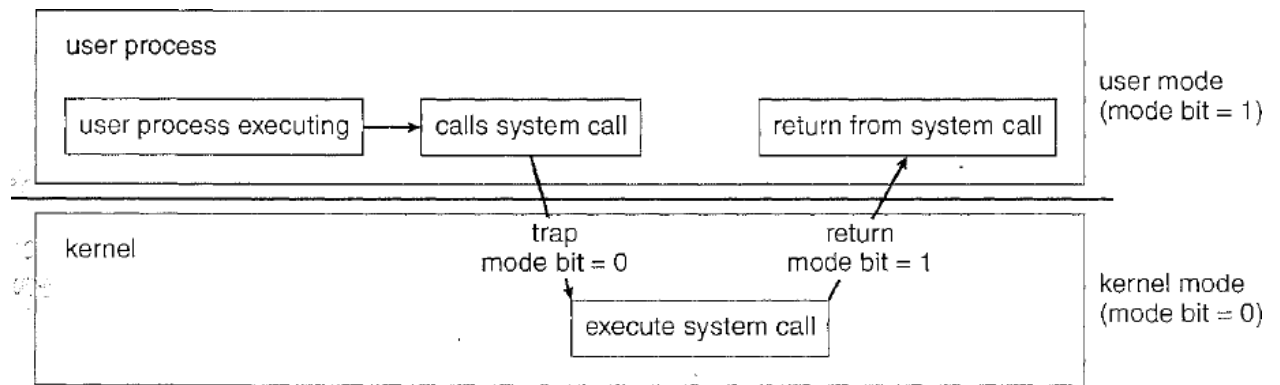 user process
user process executing
calls system call
return from system call
user mode
(mode bit = 1)
kernel
trap
mode bit = 0
return
mode bit = 1
execute system call
kernel mode
(mode bit = 0)